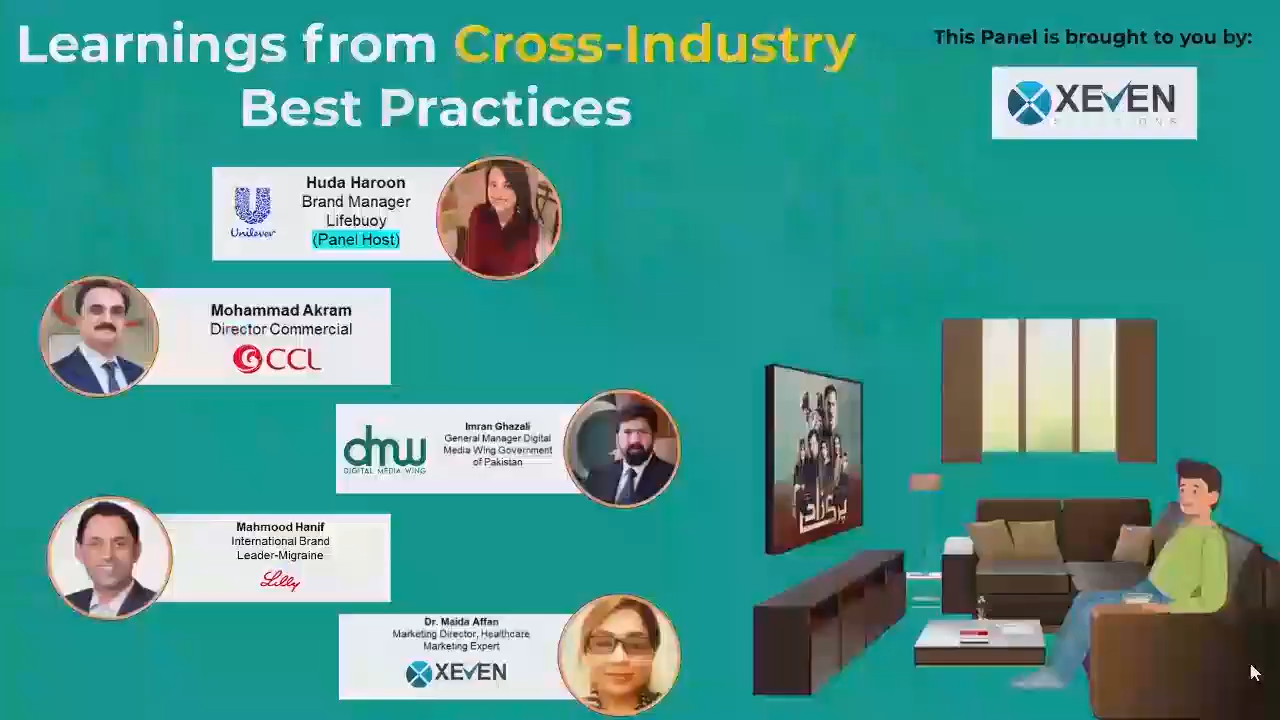 Learnings from Cross-Industry
Best Practices
This Panel is brought to you by:
XEVEN
SOLUTIONS
Huda Haroon
Brand Manager
Lifebuoy
(Panel Host)
Unilever
Mohammad Akram
Director Commercial
CCL
dmw
DIGITAL MEDIA WING
Imran Ghazali
General Manager Digital
Media Wing Government
of Pakistan
Mahmood Hanif
International Brand
Leader-Migraine
Lilly
Dr. Maida Affan
Marketing Director, Healthcare
Marketing Expert
XEVEN